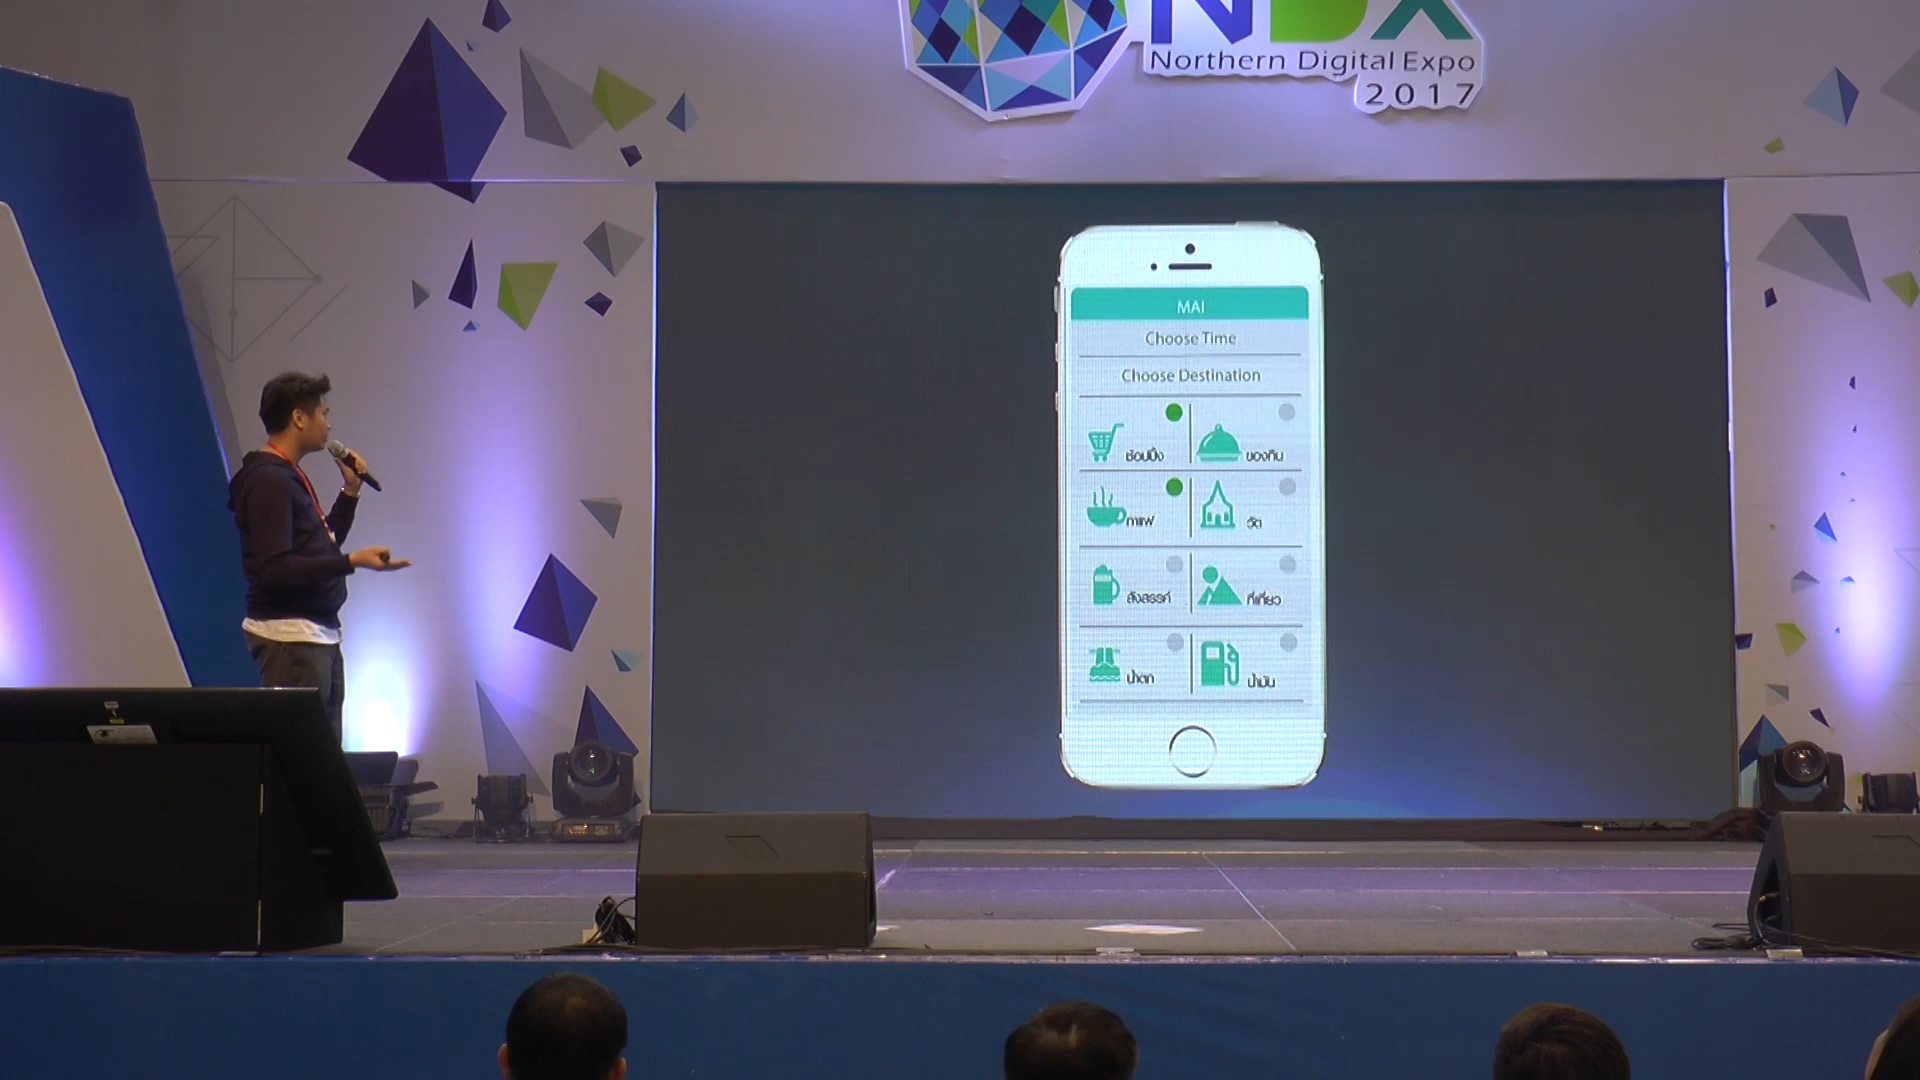 NDX
Northern Digital Expo
2017
MAI
Choose Time
Choose Destination
ช้อปปิ้ง
ของกิน
กาแฟ
วัด
สังสรรค์
ที่เที่ยว
น้ำตก
น้ำมัน